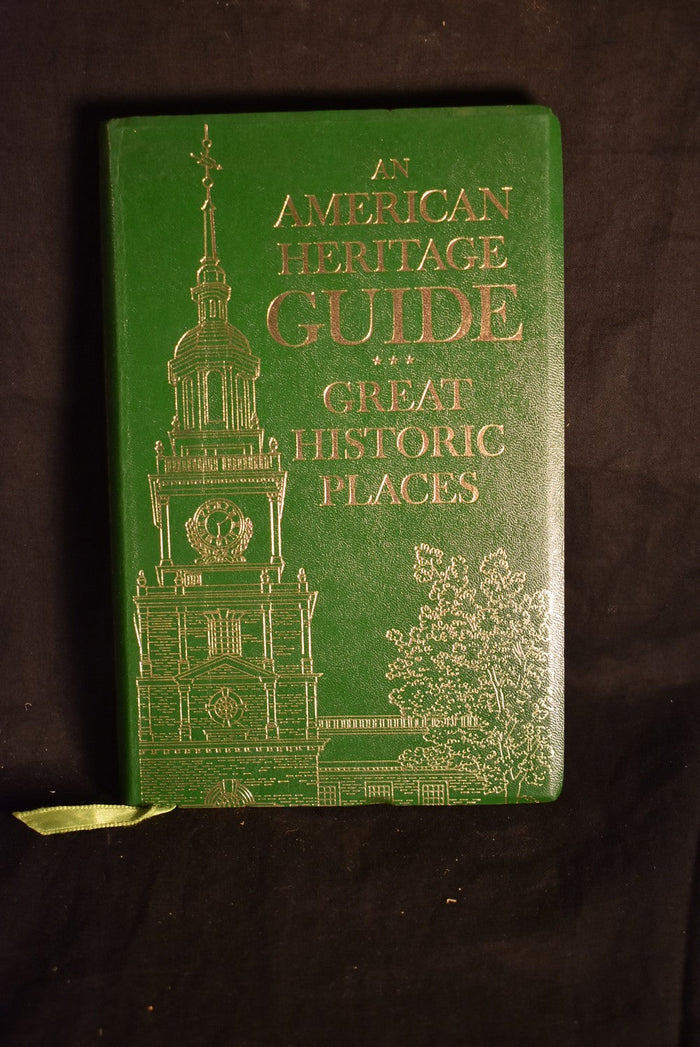 AN
AMERICAN
HERITAGE
GUIDE
***
GREAT
HISTORIC
PLACES